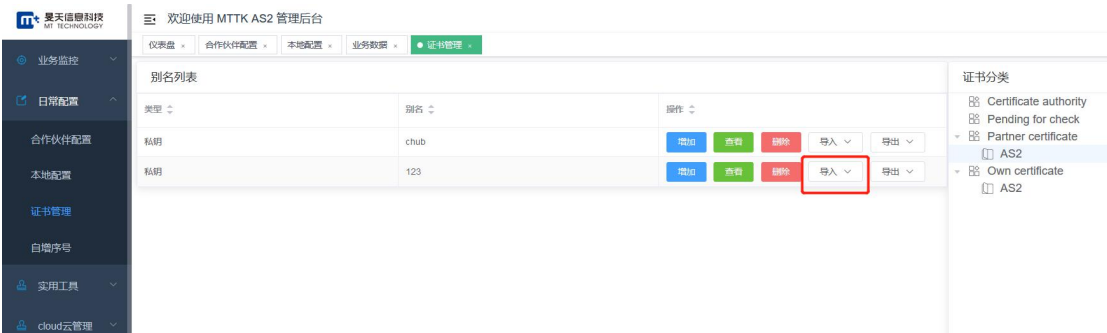 旻天信息科技
MT TECHNOLOGY
欢迎使用 MTTK AS2 管理后台
仪表盘 × 合作伙伴配置 × 本地配置 × 业务数据 × 证书管理 ×
业务监控
日常配置
合作伙伴配置
本地配置
证书管理
自增序号
实用工具
cloud云管理
别名列表
类型 别名 操作
私钥 chub 增加 查看 删除 导入 导出
私钥 123 增加 查看 删除 导入 导出
证书分类
Certificate authority
Pending for check
Partner certificate
AS2
Own certificate
AS2